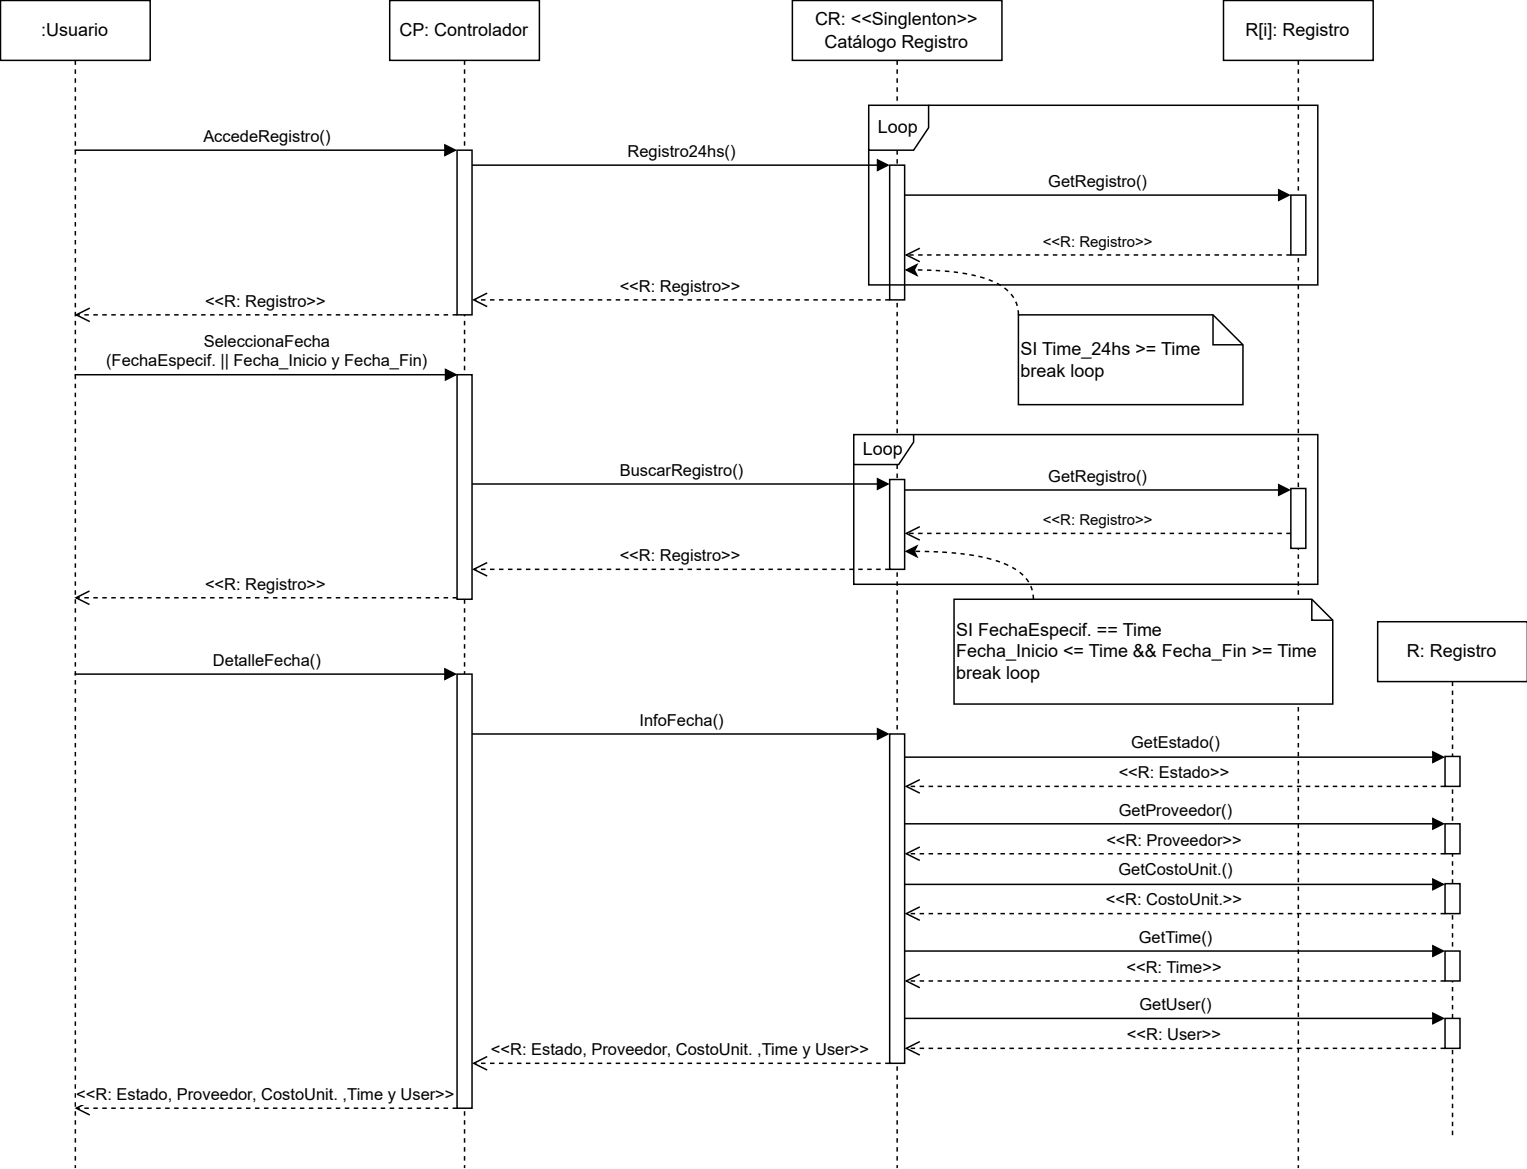 :Usuario
CP: Controlador
CR: <<Singlenton>>
Catálogo Registro
R[i]: Registro
Loop
AccedeRegistro()
Registro24hs()
GetRegistro()
<<R: Registro>>
<<R: Registro>>
<<R: Registro>>
SeleccionaFecha
(FechaEspecif. || Fecha_Inicio y Fecha_Fin)
SI Time_24hs >= Time
break loop
Loop
BuscarRegistro()
GetRegistro()
<<R: Registro>>
<<R: Registro>>
<<R: Registro>>
SI FechaEspecif. == Time
Fecha_Inicio <= Time && Fecha_Fin >= Time
break loop
R: Registro
DetalleFecha()
InfoFecha()
GetEstado()
<<R: Estado>>
GetProveedor()
<<R: Proveedor>>
GetCostoUnit.()
<<R: CostoUnit.>>
GetTime()
<<R: Time>>
GetUser()
<<R: User>>
<<R: Estado, Proveedor, CostoUnit. ,Time y User>>
<<R: Estado, Proveedor, CostoUnit. ,Time y User>>